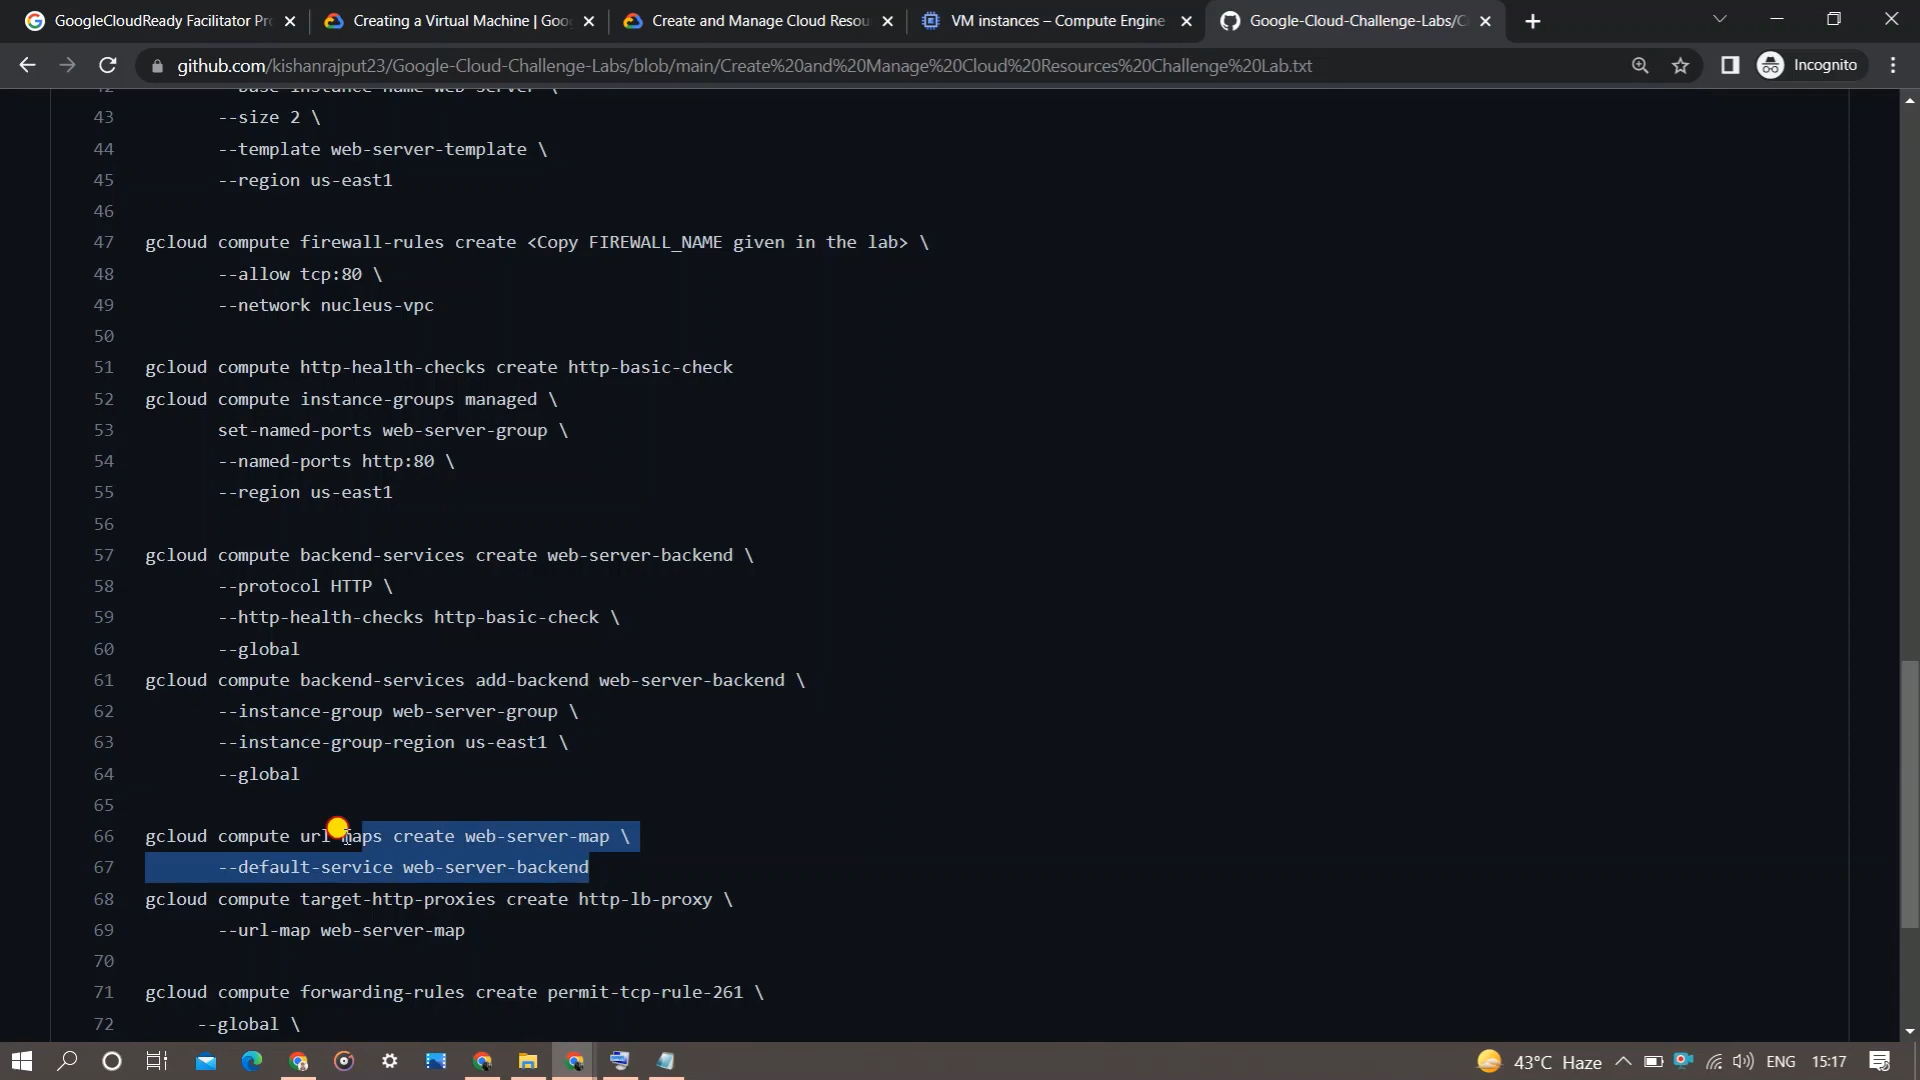 GoogleCloudReady Facilitator Pr
Creating a Virtual Machine | Goo
Create and Manage Cloud Resou
VM instances – Compute Engine
Google-Cloud-Challenge-Labs/C
github.com/kishanrajput23/Google-Cloud-Challenge-Labs/blob/main/Create%20and%20Manage%20Cloud%20Resources%20Challenge%20Lab.txt
Incognito
42 --base-instance-name web-server \
43 --size 2 \
44 --template web-server-template \
45 --region us-east1
46
47 gcloud compute firewall-rules create <Copy FIREWALL_NAME given in the lab> \
48 --allow tcp:80 \
49 --network nucleus-vpc
50
51 gcloud compute http-health-checks create http-basic-check
52 gcloud compute instance-groups managed \
53 set-named-ports web-server-group \
54 --named-ports http:80 \
55 --region us-east1
56
57 gcloud compute backend-services create web-server-backend \
58 --protocol HTTP \
59 --http-health-checks http-basic-check \
60 --global
61 gcloud compute backend-services add-backend web-server-backend \
62 --instance-group web-server-group \
63 --instance-group-region us-east1 \
64 --global
65
66 gcloud compute url-maps create web-server-map \
67 --default-service web-server-backend
68 gcloud compute target-http-proxies create http-lb-proxy \
69 --url-map web-server-map
70
71 gcloud compute forwarding-rules create permit-tcp-rule-261 \
72 --global \
43°C Haze
ENG
15:17